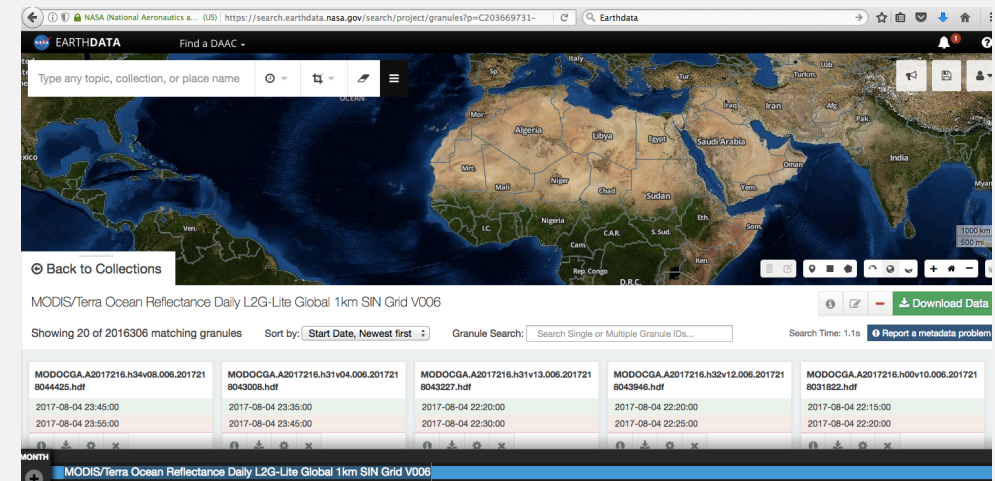 NASA (National Aeronautics a... (US) https://search.earthdata.nasa.gov/search/project/granules?p=C203669731- Earthdata
EARTHDATA Find a DAAC 1
Type any topic, collection, or place name
OCEAN
Sp. Italy Tur. Turkm. Uzb.
Mor. Algeria Libya Egypt Iraq Iran Afg. Pak.
Saudi Arabia
Mrt. Mali Niger Chad Sudan Yem. Oman India Myan
Ven. I.C. Nigeria Cam. C.A.R. S. Sud. Eth. Som.
1000 km
500 mi
Rep. Congo D.R.C. Ken.
Back to Collections
MODIS/Terra Ocean Reflectance Daily L2G-Lite Global 1km SIN Grid V006 Download Data
Showing 20 of 2016306 matching granules Sort by: Start Date, Newest first Granule Search: Search Single or Multiple Granule IDs... Search Time: 1.1s Report a metadata problem
MODOCGA.A2017216.h34v08.006.201721 MODOCGA.A2017216.h31v04.006.201721 MODOCGA.A2017216.h31v13.006.201721 MODOCGA.A2017216.h32v12.006.201721 MODOCGA.A2017216.h00v10.006.201721
8044425.hdf 8043008.hdf 8043227.hdf 8043946.hdf 8031822.hdf
2017-08-04 23:45:00 2017-08-04 23:35:00 2017-08-04 22:20:00 2017-08-04 22:20:00 2017-08-04 22:15:00
2017-08-04 23:55:00 2017-08-04 23:45:00 2017-08-04 22:30:00 2017-08-04 22:25:00 2017-08-04 22:20:00
MONTH
MODIS/Terra Ocean Reflectance Daily L2G-Lite Global 1km SIN Grid V006